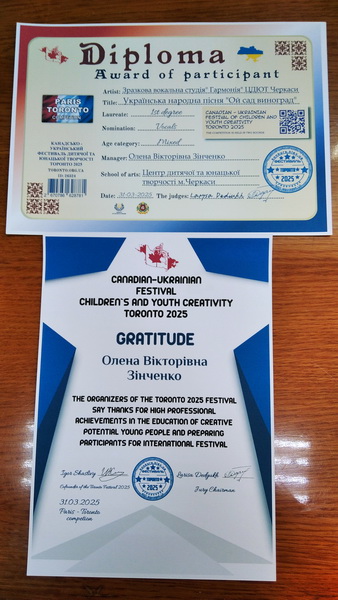 Diploma
Award of participant
Artist: Зразкова вокальна студія" Гармонія" ЦДЮТ Черкаси
Title: Українська народна пісня "Ой сад виноград"
Laureate: 1st degree
Nomination: Vocals
Age category: Mixed
CANADIAN - UKRAINIAN
FESTIVAL OF CHILDREN AND
YOUTH CREATIVITY
TORONTO 2025
PARIS
TORONTO
КАНАДСЬКО-
УКРАЇНСЬКИЙ
ФЕСТИВАЛЬ ДИТЯЧОЇ ТА
ЮНАЦЬКОЇ ТВОРЧОСТІ
ТОРОНТО 2025
Manager: Олена Вікторівна Зінченко
School of arts: Центр дитячої та юнацької
творчості м.Черкаси
Date: 31.03.2025 The judges:
2025
CANADIAN-UKRAINIAN
FESTIVAL
CHILDREN'S AND YOUTH CREATIVITY
TORONTO 2025
GRATITUDE
Олена Вікторівна
Зінченко
THE ORGANIZERS OF THE TORONTO 2025 FESTIVAL
SAY THANKS FOR HIGH PROFESSIONAL
ACHIEVEMENTS IN THE EDUCATION OF CREATIVE
POTENTIAL YOUNG PEOPLE AND PREPARING
PARTICIPANTS FOR INTERNATIONAL FESTIVAL
Cofounder of the Toronto Festival 2025
Jury Chairman
TORONTO
2025
31.03.2025
Paris - Toronto
competion